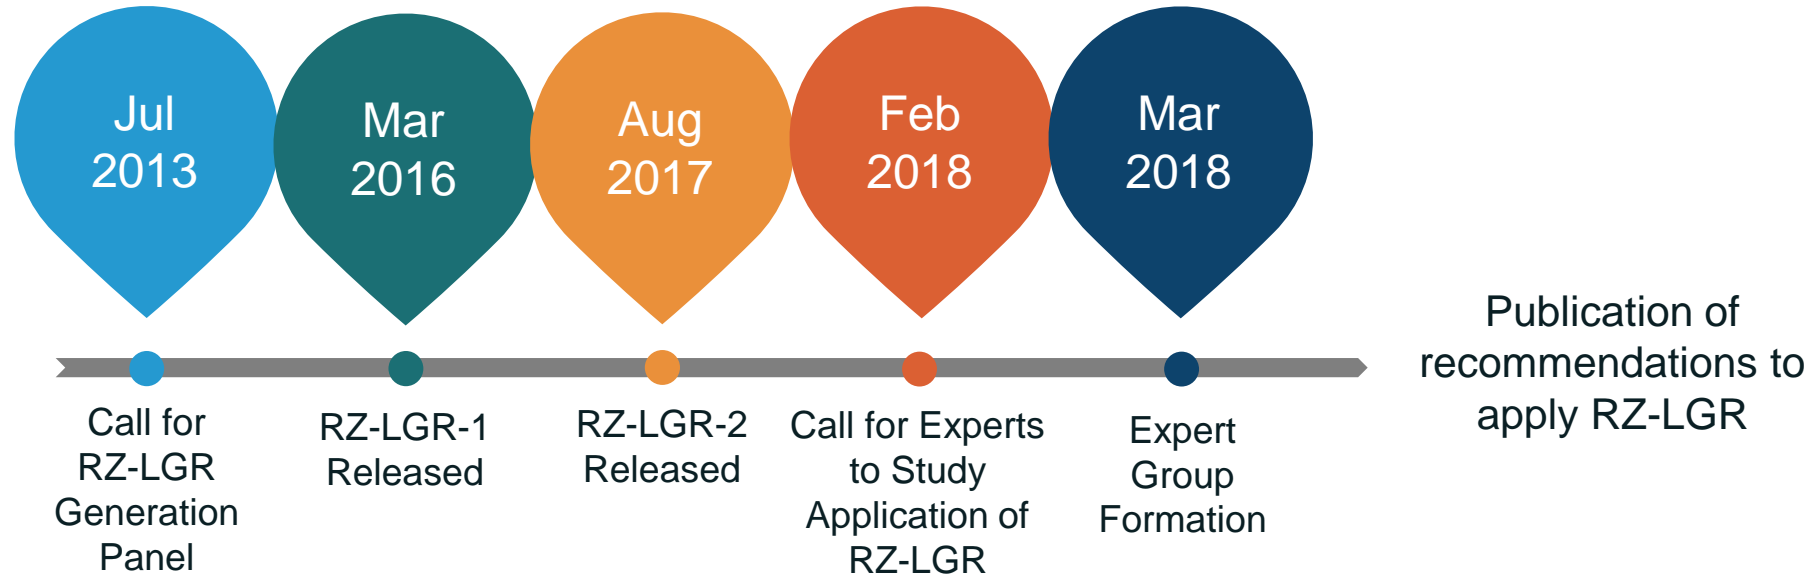 Jul
2013
Mar
2016
Aug
2017
Feb
2018
Mar
2018
Call for
RZ-LGR
Generation
Panel
RZ-LGR-1
Released
RZ-LGR-2
Released
Call for Experts
to Study
Application of
RZ-LGR
Expert
Group
Formation
Publication of
recommendations to
apply RZ-LGR